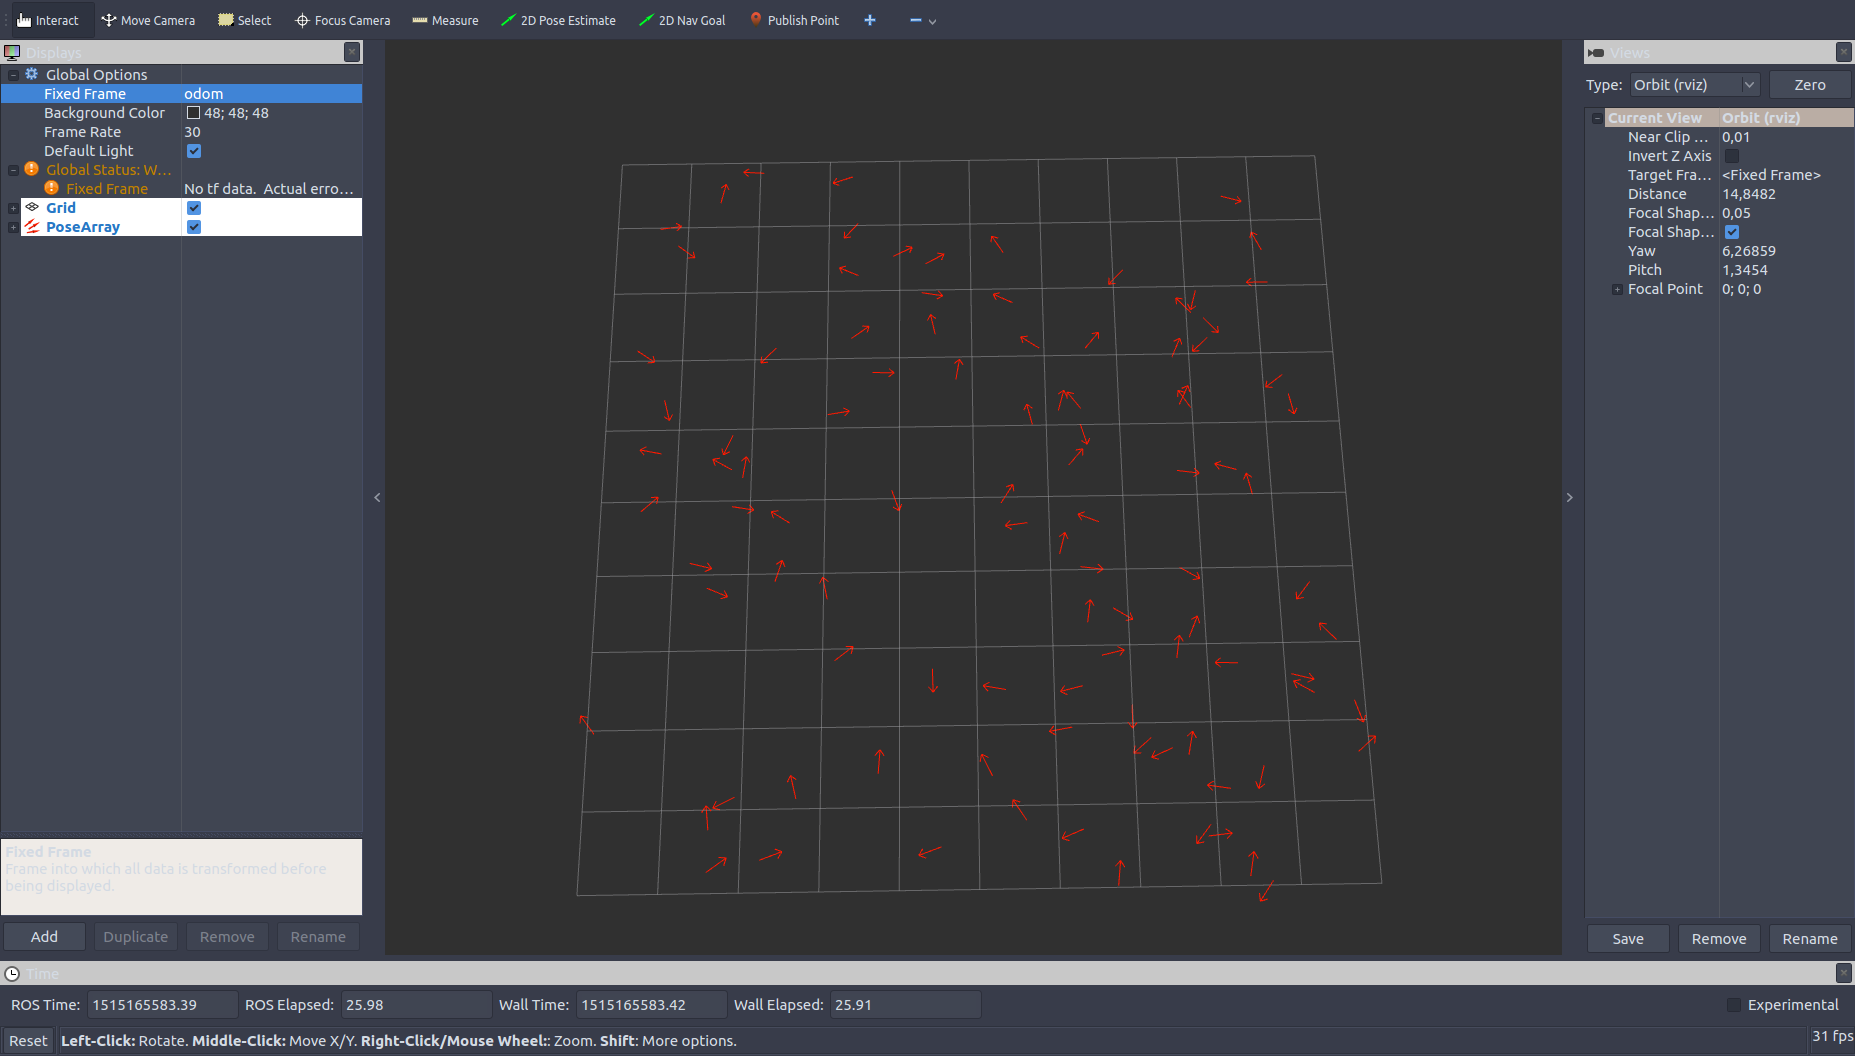 Interact Move Camera Select Focus Camera Measure 2D Pose Estimate 2D Nav Goal Publish Point
Displays
Global Options
Fixed Frame odom
Background Color 48; 48; 48
Frame Rate 30
Default Light
Global Status: W...
Fixed Frame No tf data. Actual erro...
Grid
PoseArray
Fixed Frame
Frame into which all data is transformed before
being displayed.
Add Duplicate Remove Rename
Views
Type: Orbit (rviz) Zero
Current View Orbit (rviz)
Near Clip ... 0,01
Invert Z Axis
Target Fra... <Fixed Frame>
Distance 14,8482
Focal Shap... 0,05
Focal Shap...
Yaw 6,26859
Pitch 1,3454
Focal Point 0; 0; 0
Save Remove Rename
Time
ROS Time: 1515165583.39 ROS Elapsed: 25.98 Wall Time: 1515165583.42 Wall Elapsed: 25.91 Experimental
Reset Left-Click: Rotate. Middle-Click: Move X/Y. Right-Click/Mouse Wheel:: Zoom. Shift: More options. 31 fps